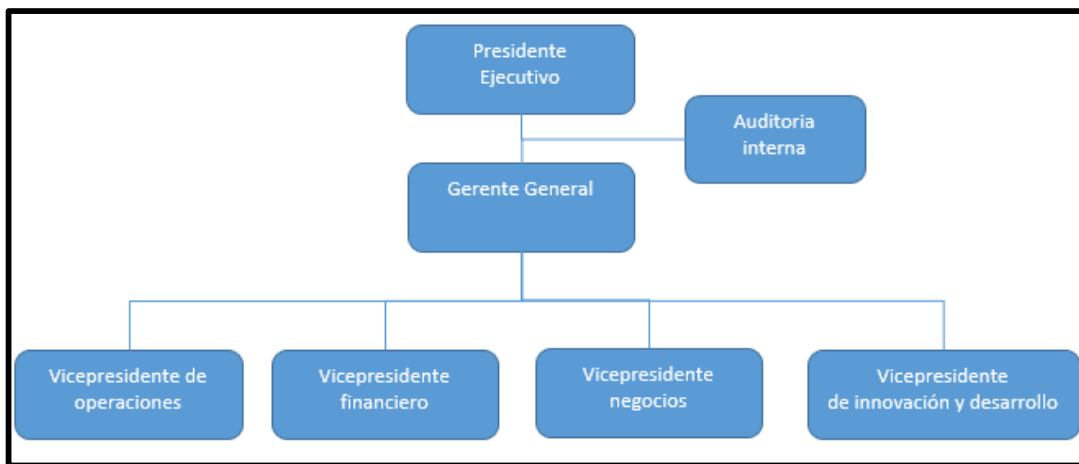 Presidente
Ejecutivo
Auditoria
interna
Gerente General
Vicepresidente de
operaciones
Vicepresidente
financiero
Vicepresidente
negocios
Vicepresidente
de innovación y desarrollo